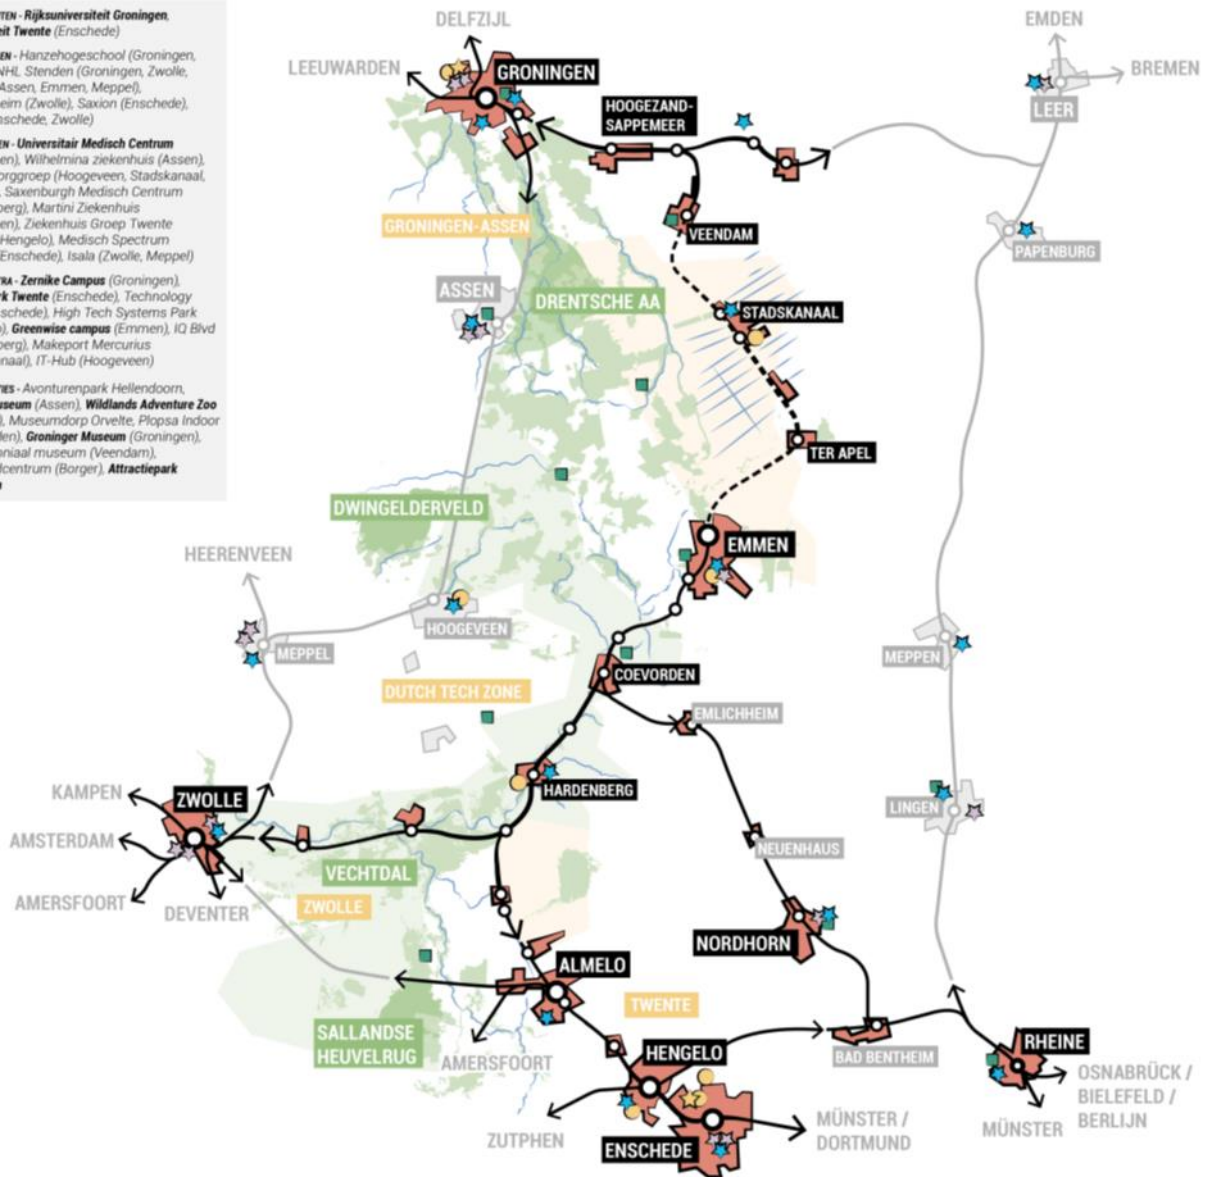 TEN - Rijksuniversiteit Groningen,
eit Twente (Enschede)
EN - Hanzehogeschool (Groningen,
NHL Stenden (Groningen, Zwolle,
Assen, Emmen, Meppel),
eim (Zwolle), Saxion (Enschede),
nschede, Zwolle)
EN - Universitair Medisch Centrum
en), Wilhelmina ziekenhuis (Assen),
orggroep (Hoogeveen, Stadskanaal,
, Saxenburgh Medisch Centrum
berg), Martini Ziekenhuis
en), Ziekenhuis Groep Twente
Hengelo), Medisch Spectrum
(Enschede), Isala (Zwolle, Meppel)
TRA - Zernike Campus (Groningen),
rk Twente (Enschede), Technology
schede), High Tech Systems Park
o), Greenwise campus (Emmen), IQ Blvd
berg), Makeport Mercurius
naal), IT-Hub (Hoogeveen)
TIES - Avonturenpark Hellendoorn,
useum (Assen), Wildlands Adventure Zoo
), Museumdorp Orvelte, Plopsa Indoor
den), Groninger Museum (Groningen),
oniaal museum (Veendam),
dcentrum (Borger), Attractiepark
DELFZIJL
EMDEN
LEEUWARDEN
GRONINGEN
BREMEN
HOOGEZAND-
SAPPEMEER
LEER
GRONINGEN-ASSEN
VEENDAM
PAPENBURG
ASSEN
DRENTSCHE AA
STADSKANAAL
TER APEL
DWINGELDERVELD
EMMEN
HEERENVEEN
HOOGEVEEN
MEPPEL
MEPPEN
COEVORDEN
DUTCH TECH ZONE
EMLICHHEIM
KAMPEN
ZWOLLE
HARDENBERG
LINGEN
AMSTERDAM
NEUENHAUS
VECHTDAL
AMERSFOORT
DEVENTER
ZWOLLE
NORDHORN
ALMELO
TWENTE
SALLANDSE
HEUVELRUG
AMERSFOORT
HENGELO
BAD BENTHEIM
RHEINE
OSNABRÜCK /
BIELEFELD /
BERLIJN
ZUTPHEN
MÜNSTER /
DORTMUND
MÜNSTER
ENSCHEDE